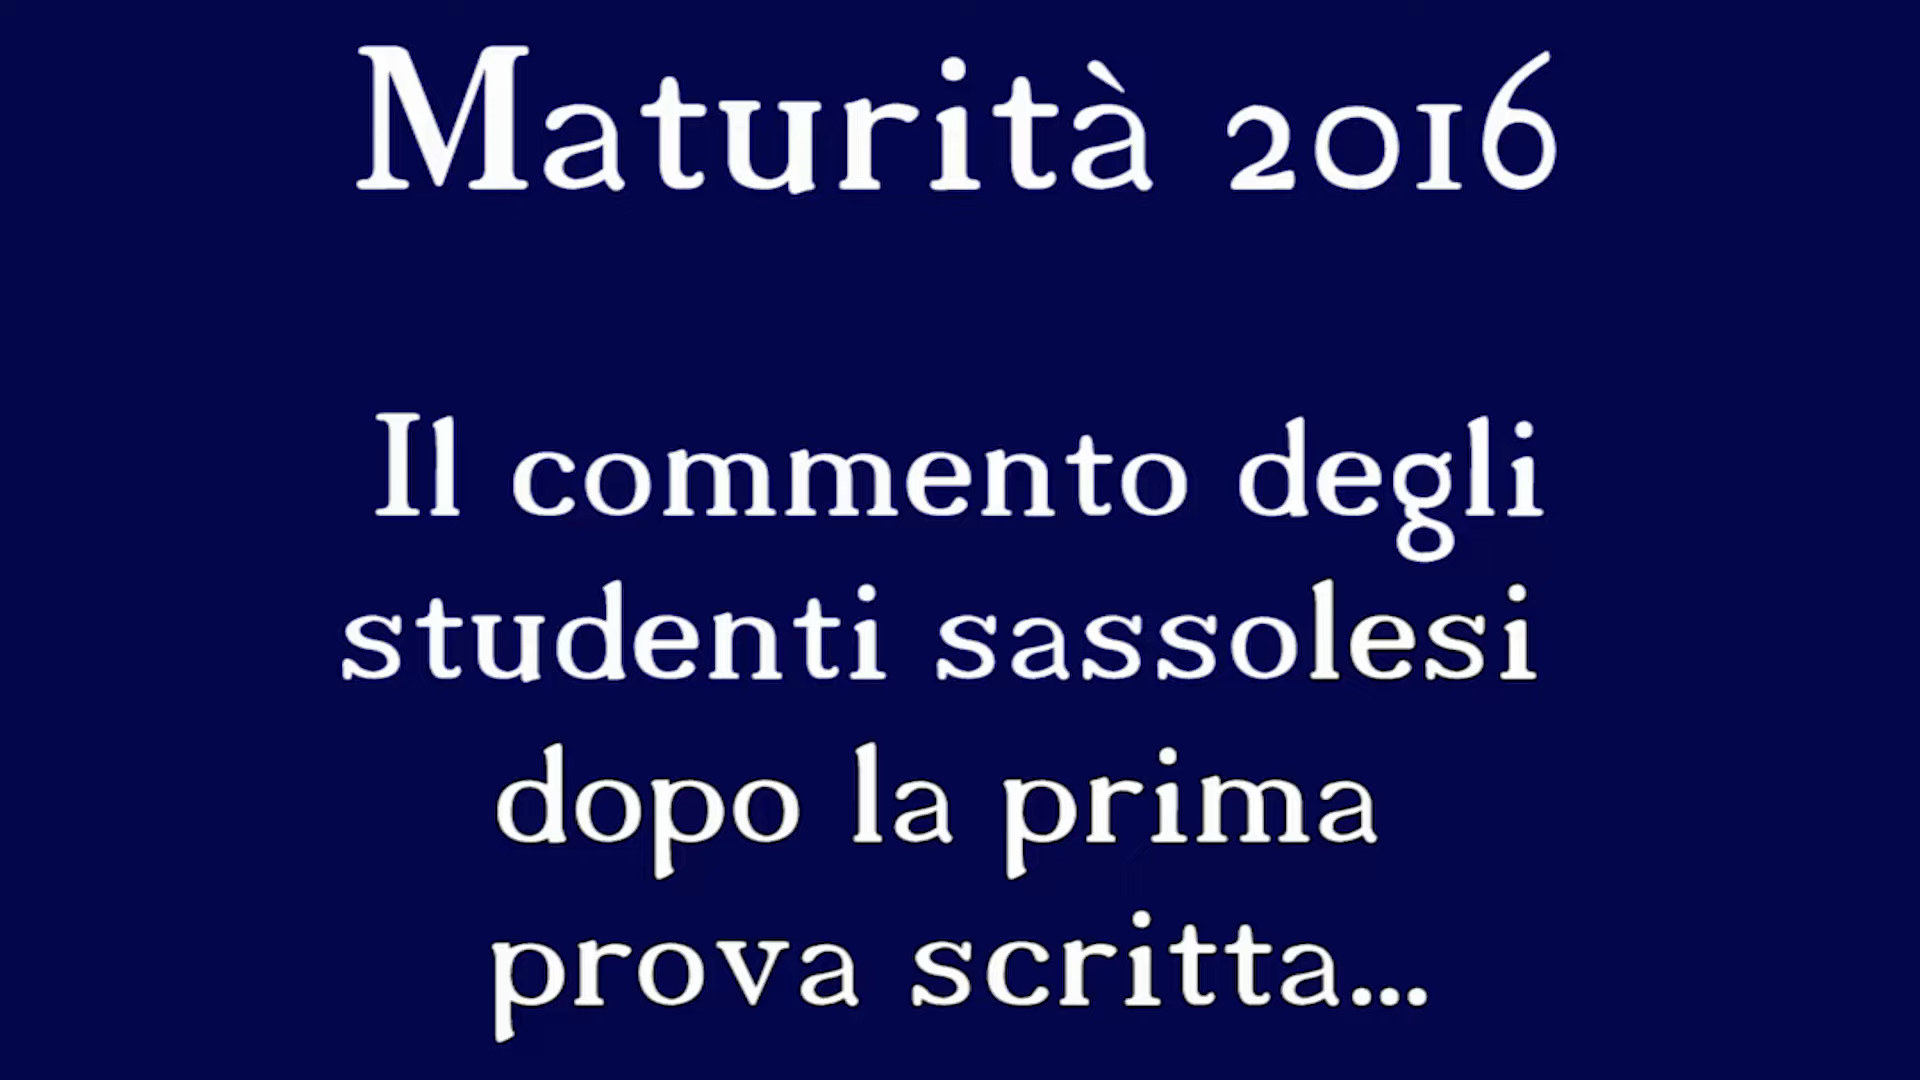 Maturità 2016
Il commento degli
studenti sassolesi
dopo la prima
prova scritta...